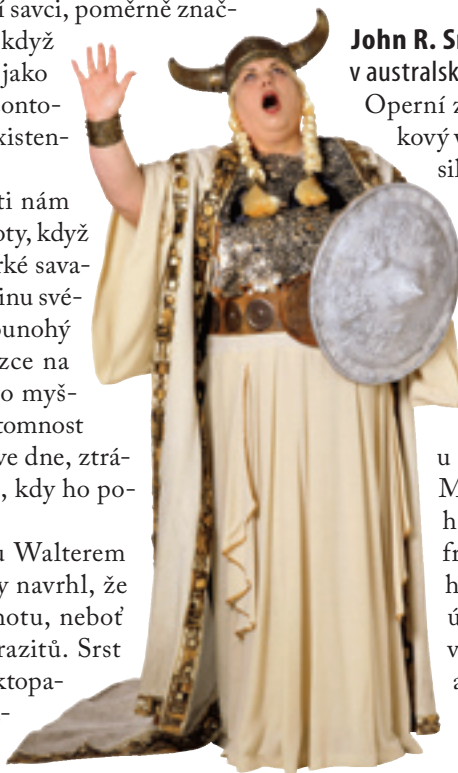 í savci, poměrně znač-
když
jako
onto-
xisten-
ti nám
oty, když
rké sava-
inu své-
ounohý
zce na
o myš-
tomnost
ve dne, ztrá-
, kdy ho po-
u Walterem
y navrhl, že
notu, neboť
razitů. Srst
ktopa-
-
John R. S
v australsk
Operní z
kový v
sil
u
M
h
fr
h
ú
v
a